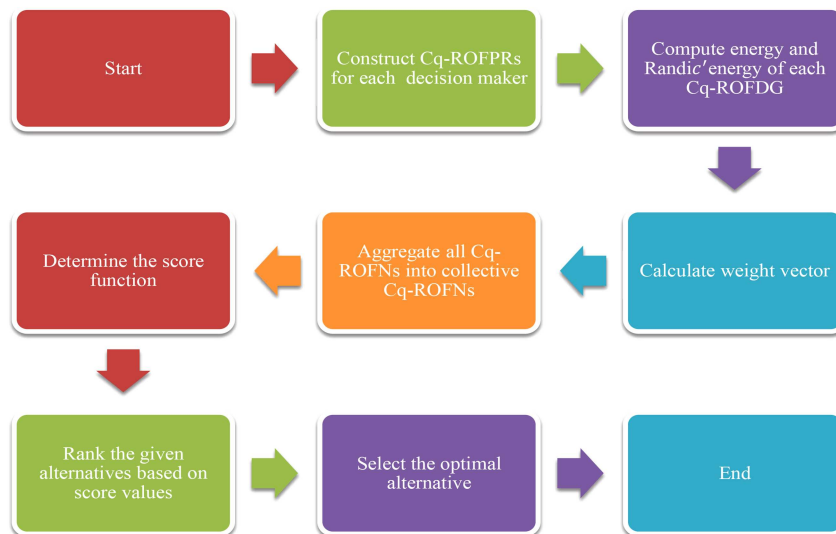 Start
Construct Cq-ROFPRs
for each decision maker
Compute energy and
Randic′energy of each
Cq-ROFDG
Determine the score
function
Aggregate all Cq-
ROFNs into collective
Cq-ROFNs
Calculate weight vector
Rank the given
alternatives based on
score values
Select the optimal
alternative
End